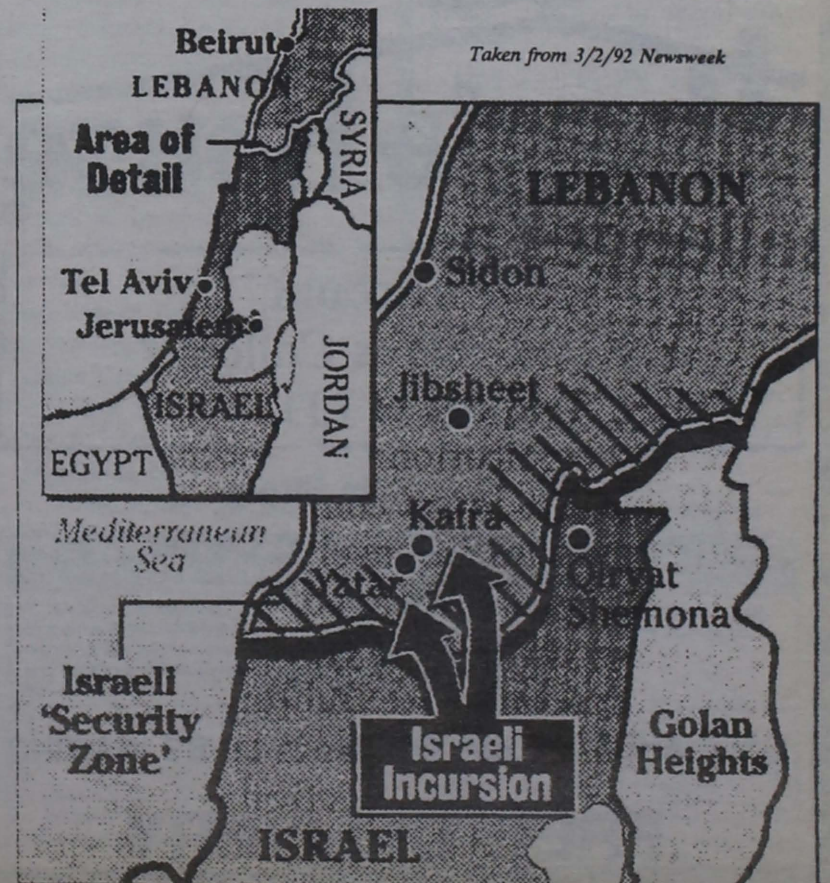 Taken from 3/2/92 Newsweek
Beirut
LEBANON
Area of
Detail
SYRIA
Tel Aviv
Jerusalem
JORDAN
ISRAEL
EGYPT
LEBANON
Sidon
Jibsheet
Kafra
Yatar
Qiryat
Shemona
Mediterranean
Sea
Israeli
'Security
Zone'
Israeli
Incursion
Golan
Heights
ISRAEL